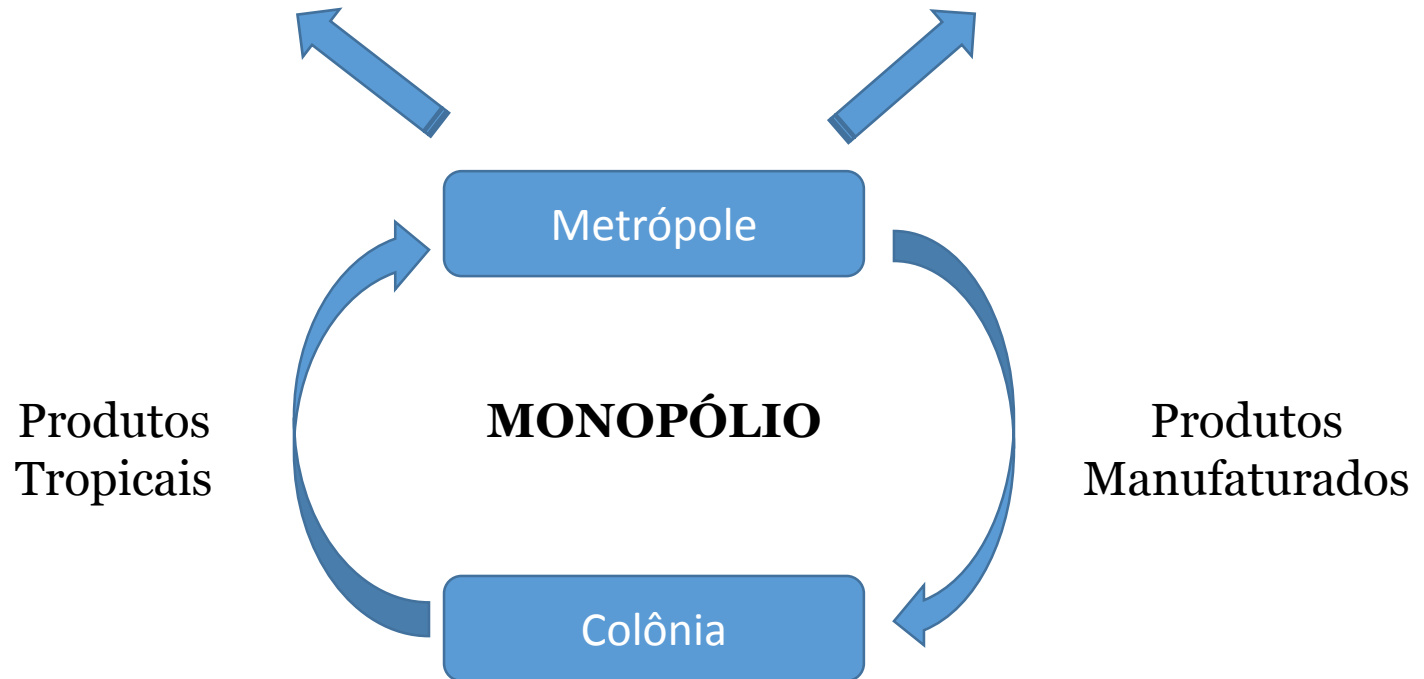 Metrópole
Produtos
Tropicais
MONOPÓLIO
Produtos
Manufaturados
Colônia